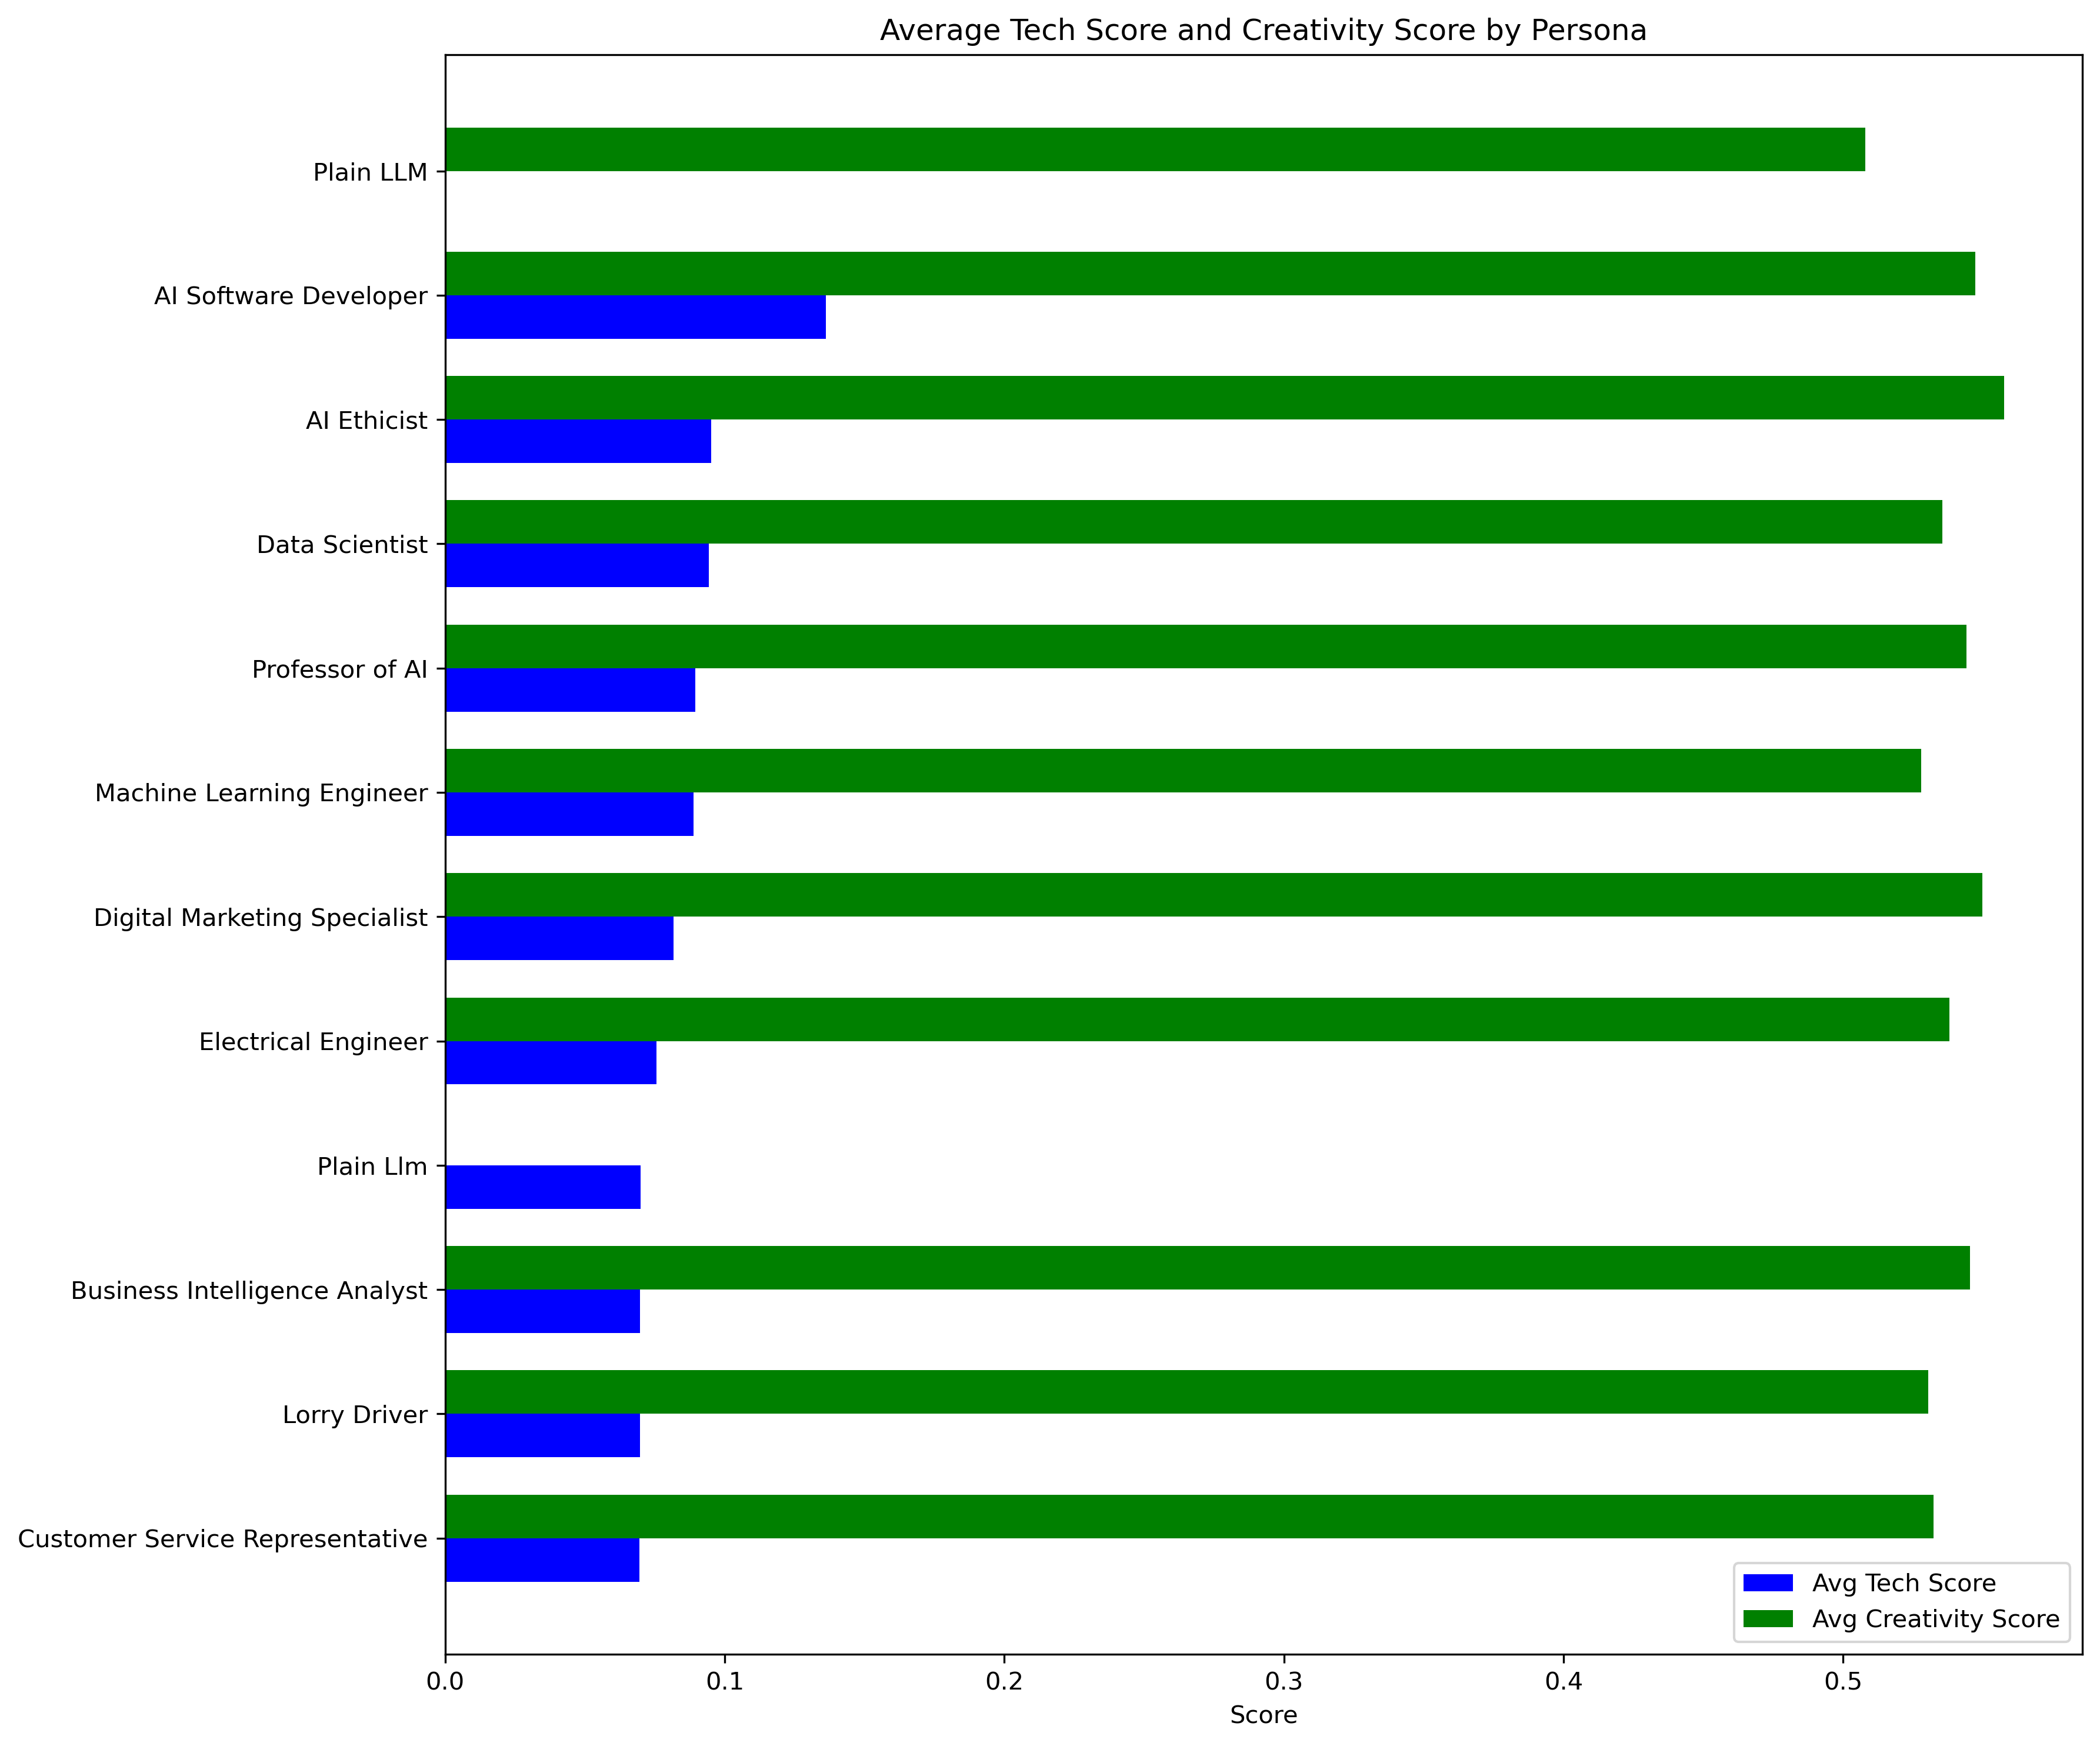 Average Tech Score and Creativity Score by Persona
Plain LLM
AI Software Developer
AI Ethicist
Data Scientist
Professor of AI
Machine Learning Engineer
Digital Marketing Specialist
Electrical Engineer
Plain Llm
Business Intelligence Analyst
Lorry Driver
Customer Service Representative
Avg Tech Score
Avg Creativity Score
0.0 0.1 0.2 0.3 0.4 0.5
Score